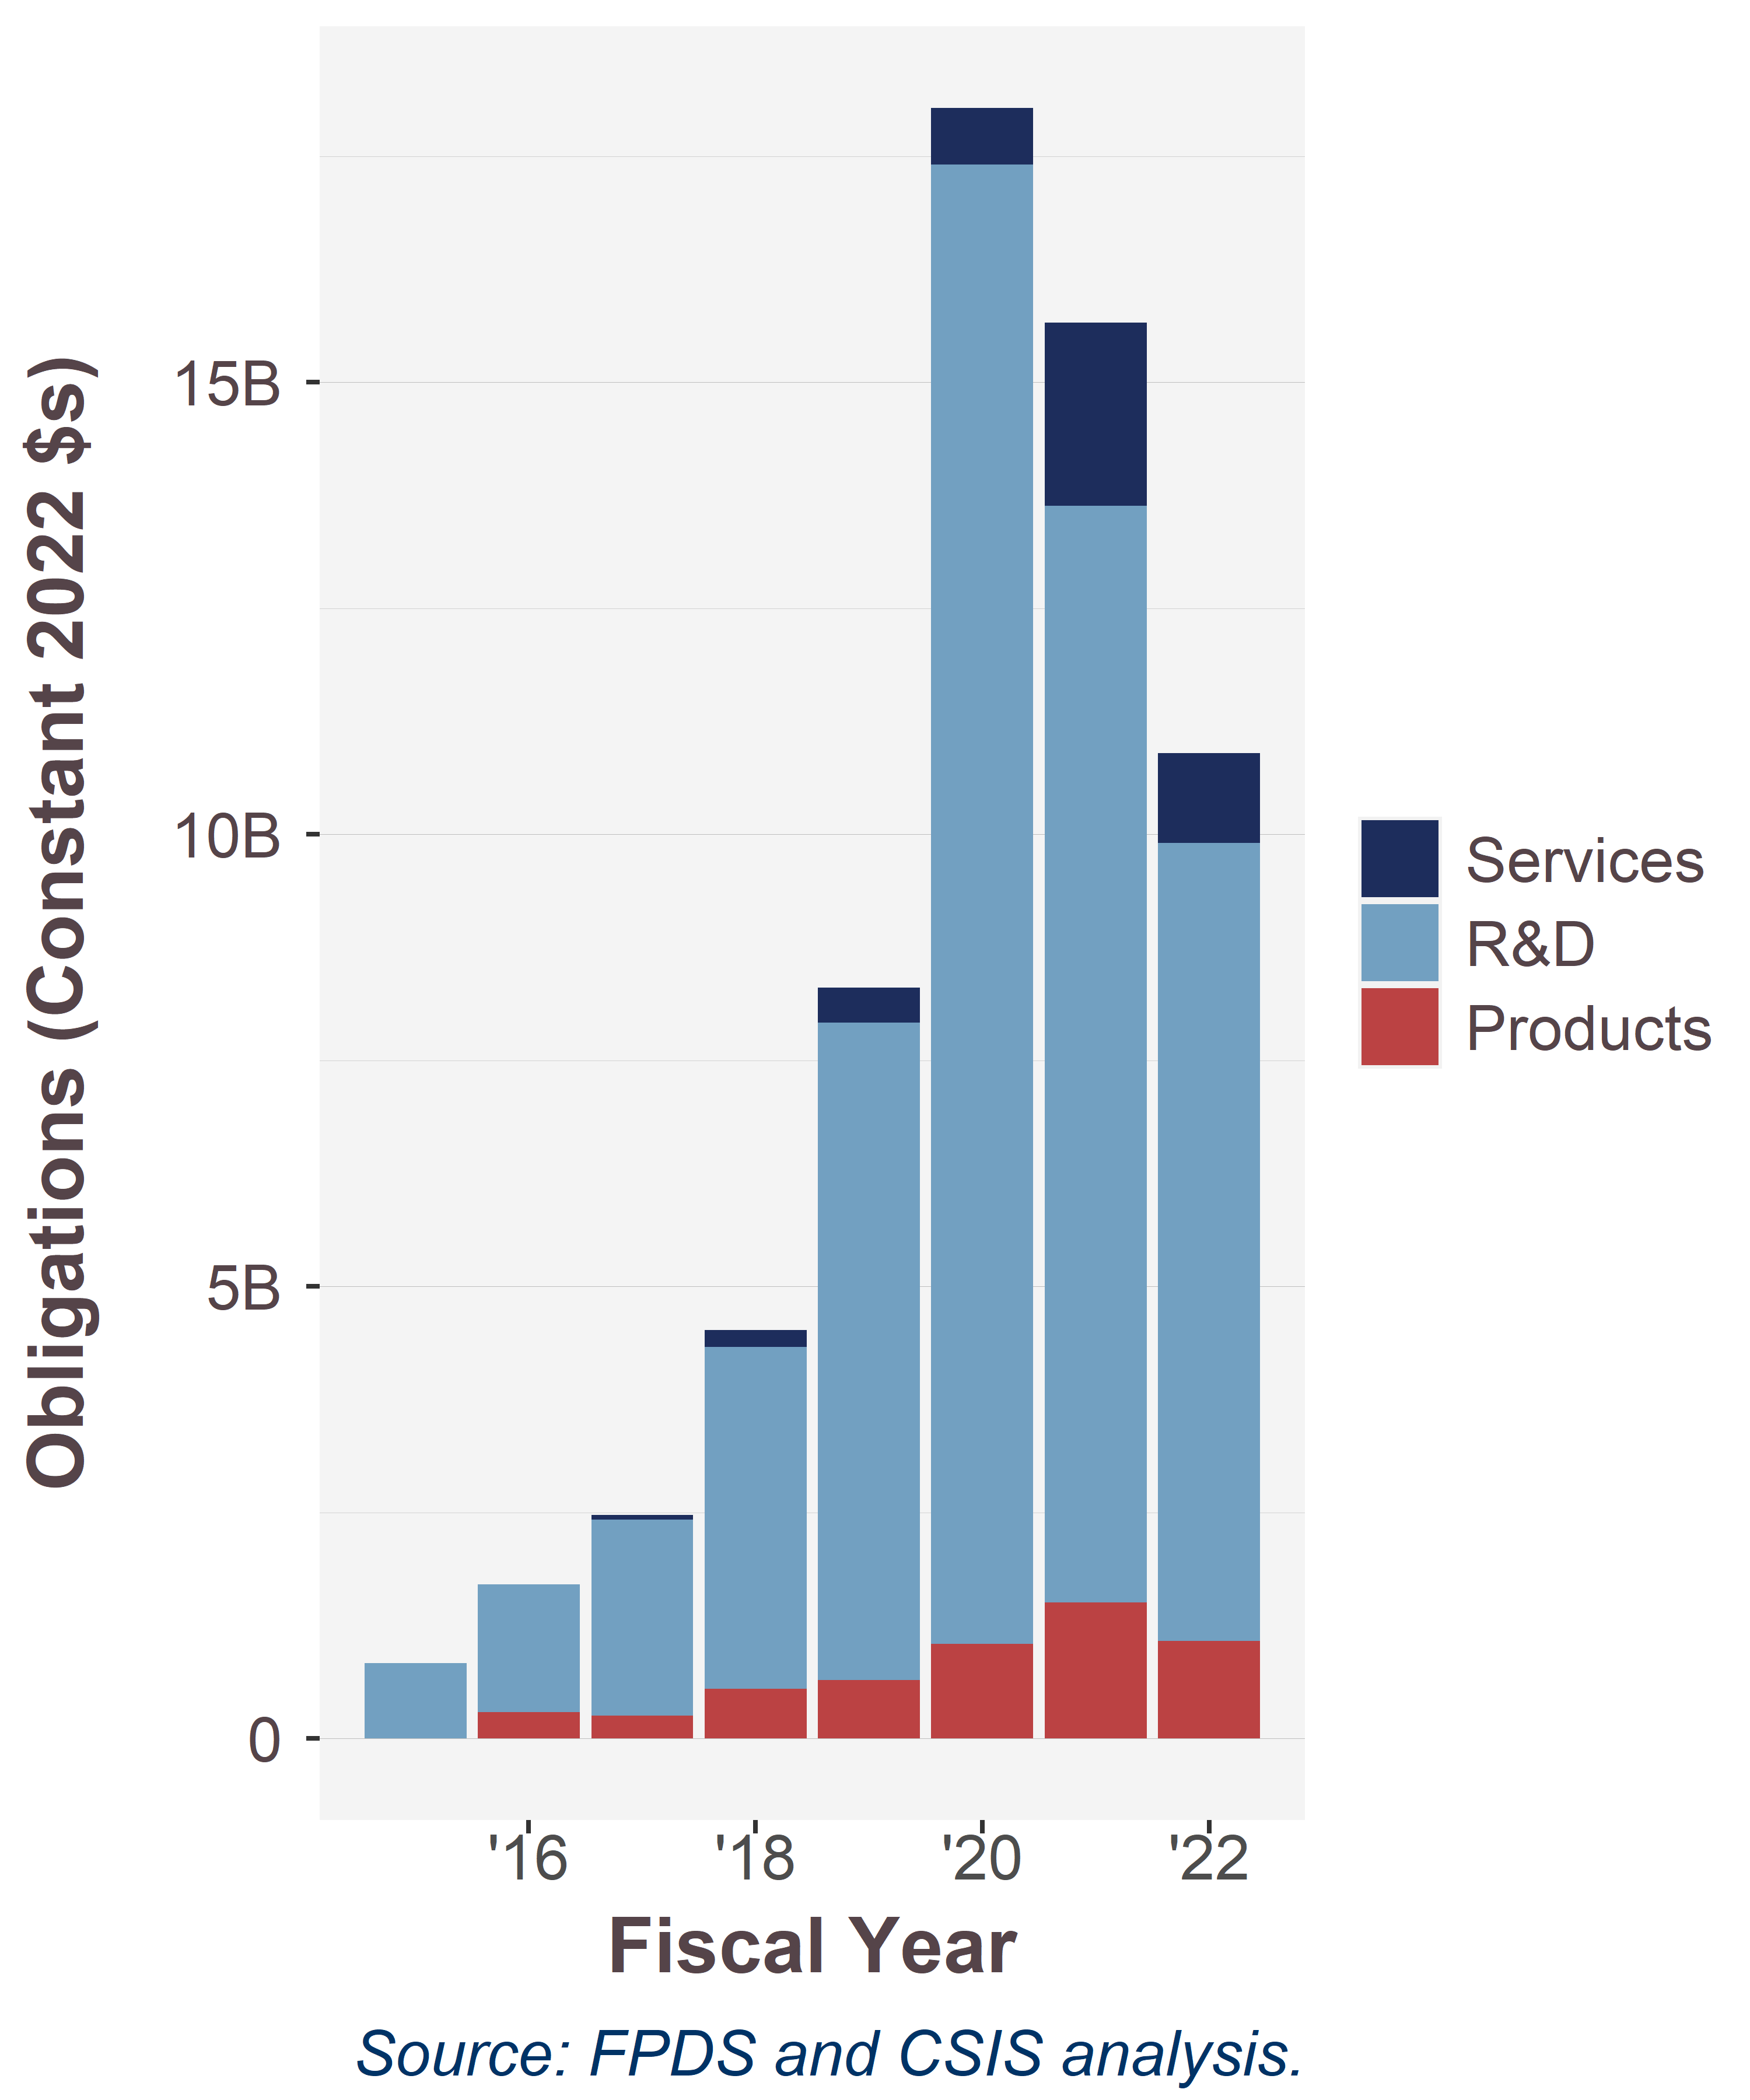 Obligations (Constant 2022 $s)
15B
10B
5B
0
'16
'18
'20
'22
Fiscal Year
Services
R&D
Products
Source: FPDS and CSIS analysis.